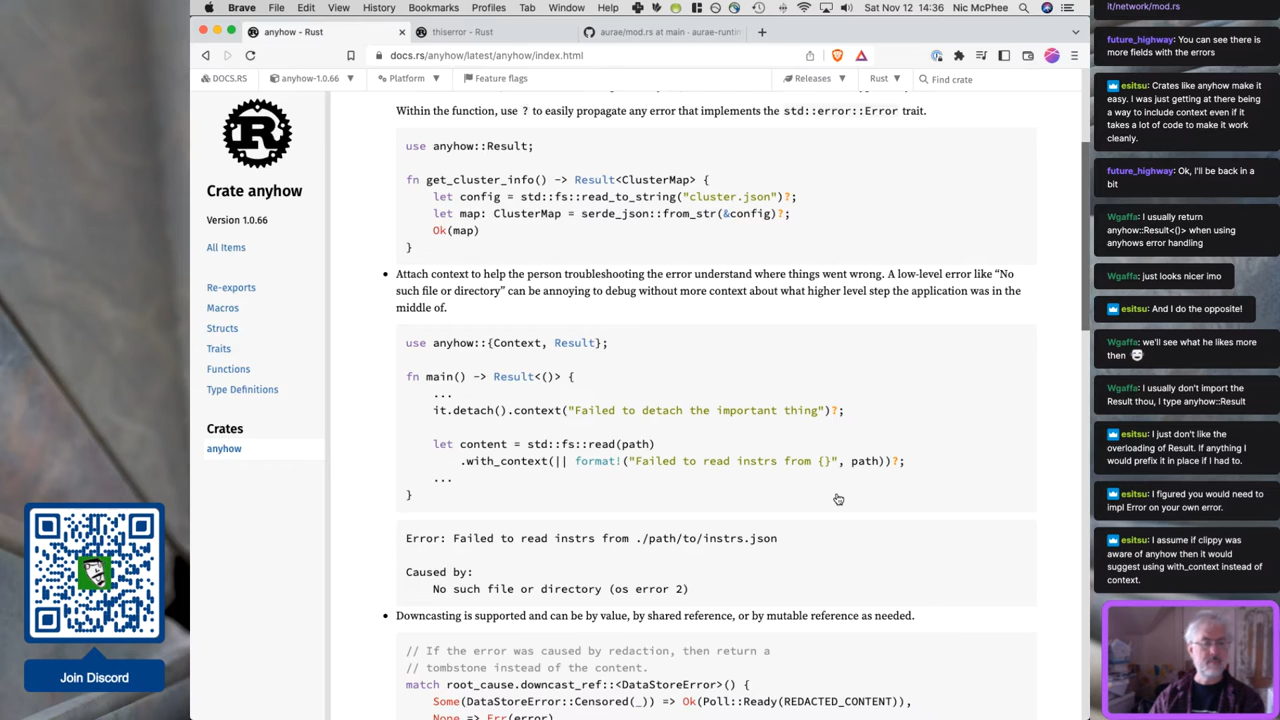 Brave File Edit View History Bookmarks Profiles Tab Window Help
Sat Nov 12 14:36 Nic McPhee
anyhow - Rust
thiserror - Rust
aurae/mod.rs at main · aurae-runtim
docs.rs/anyhow/latest/anyhow/index.html
DOCS.RS
anyhow-1.0.66
Platform
Feature flags
Releases
Rust
Find crate
Crate anyhow
Version 1.0.66
All Items
Re-exports
Macros
Structs
Traits
Functions
Type Definitions
Crates
anyhow
Within the function, use ? to easily propagate any error that implements the std::error::Error trait.
use anyhow::Result;
fn get_cluster_info() -> Result<ClusterMap> {
let config = std::fs::read_to_string("cluster.json")?;
let map: ClusterMap = serde_json::from_str(&config)?;
Ok(map)
}
• Attach context to help the person troubleshooting the error understand where things went wrong. A low-level error like “No
such file or directory” can be annoying to debug without more context about what higher level step the application was in the
middle of.
use anyhow::{Context, Result};
fn main() -> Result<()> {
...
it.detach().context("Failed to detach the important thing")?;
let content = std::fs::read(path)
.with_context(|| format!("Failed to read instrs from {}", path))?;
...
}
Error: Failed to read instrs from ./path/to/instrs.json
Caused by:
No such file or directory (os error 2)
• Downcasting is supported and can be by value, by shared reference, or by mutable reference as needed.
// If the error was caused by redaction, then return a
// tombstone instead of the content.
match root_cause.downcast_ref::<DataStoreError>() {
Some(DataStoreError::Censored(_)) => Ok(Poll::Ready(REDACTED_CONTENT)),
None => Err(error),
Join Discord
it/network/mod.rs
future_highway: You can see there is
more fields with the errors
esitsu: Crates like anyhow make it
easy. I was just getting at there being
a way to include context even if it
takes a lot of code to make it work
cleanly.
future_highway: Ok, I'll be back in a
bit
Wgaffa: I usually return
anyhow::Result<()> when using
anyhows error handling
Wgaffa: just looks nicer imo
esitsu: And I do the opposite!
Wgaffa: we'll see what he likes more
then
Wgaffa: I usually don't import the
Result thou, I type anyhow::Result
esitsu: I just don't like the
overloading of Result. If anything I
would prefix it in place if I had to.
esitsu: I figured you would need to
impl Error on your own error.
esitsu: I assume if clippy was
aware of anyhow then it would
suggest using with_context instead of
context.